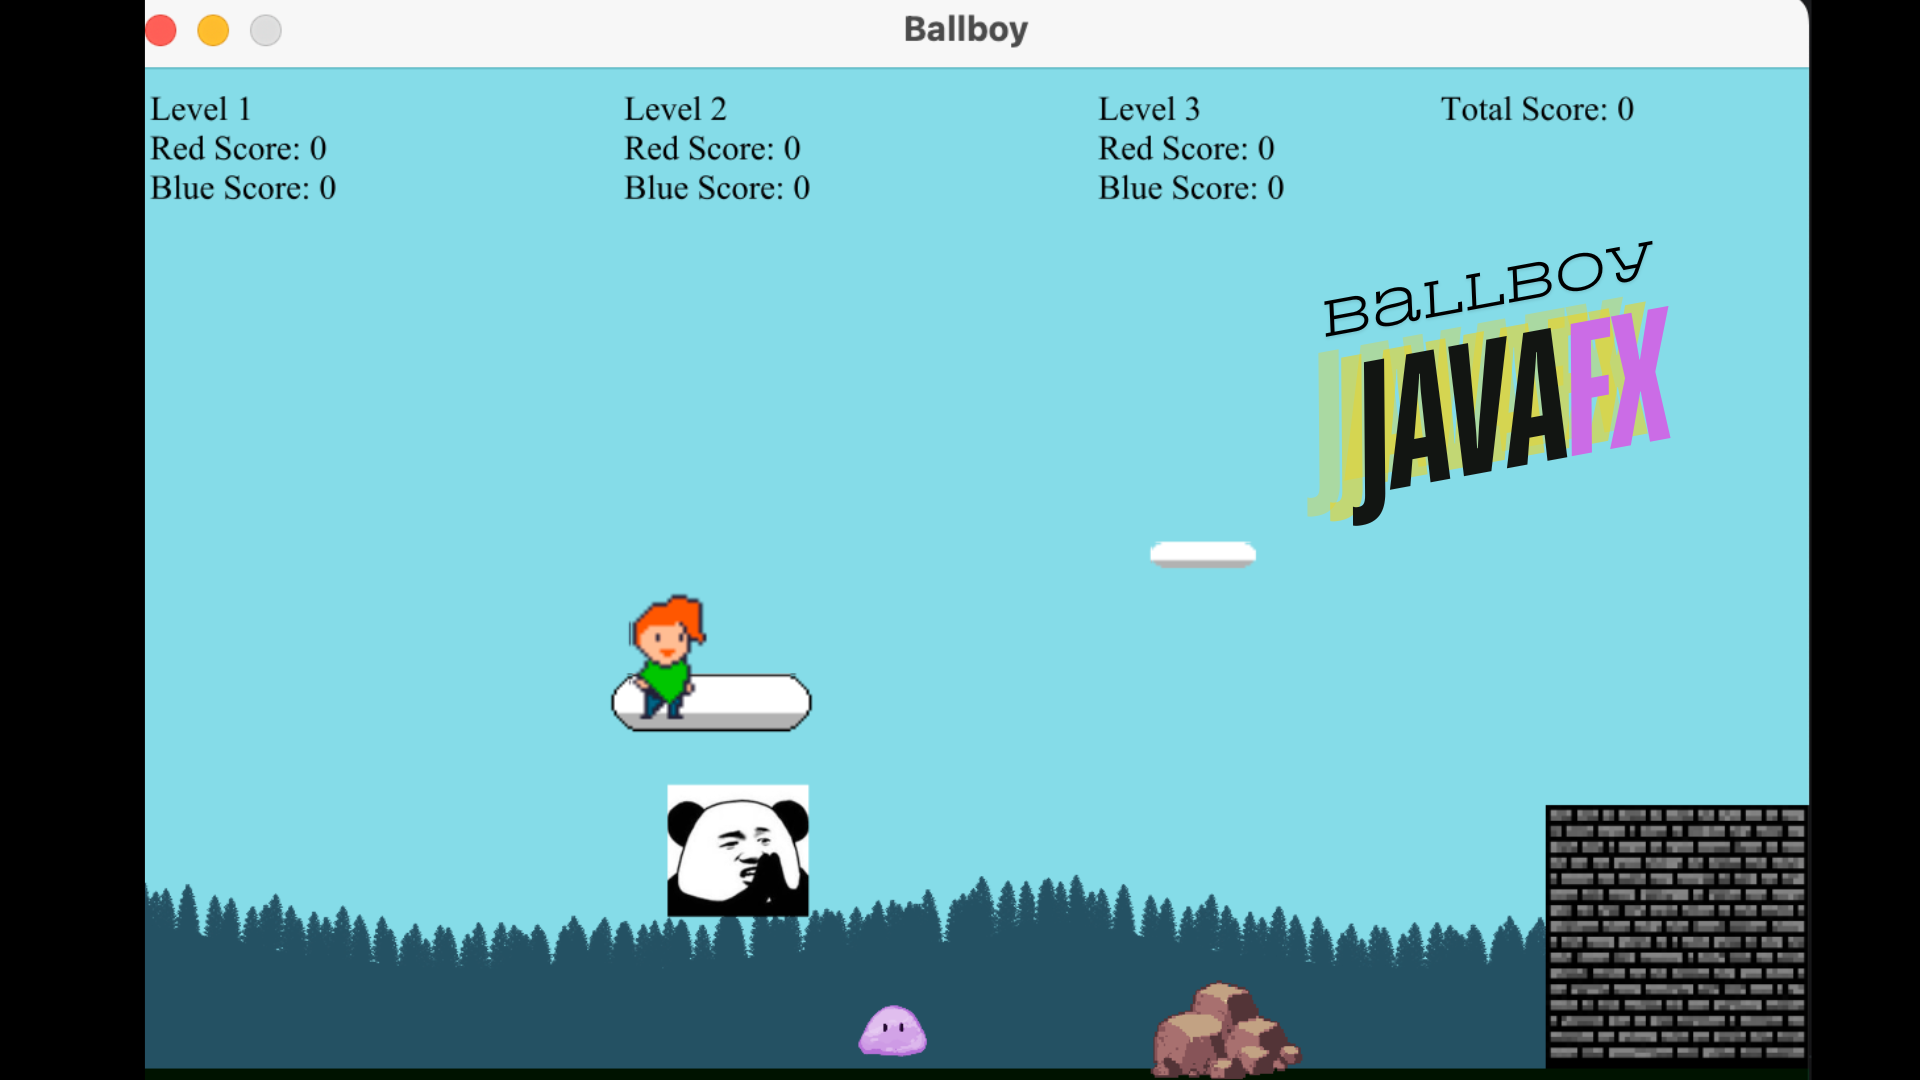 Ballboy
Level 1
Red Score: 0
Blue Score: 0
Level 2
Red Score: 0
Blue Score: 0
Level 3
Red Score: 0
Blue Score: 0
Total Score: 0
BaLLBOY
JAVAFX